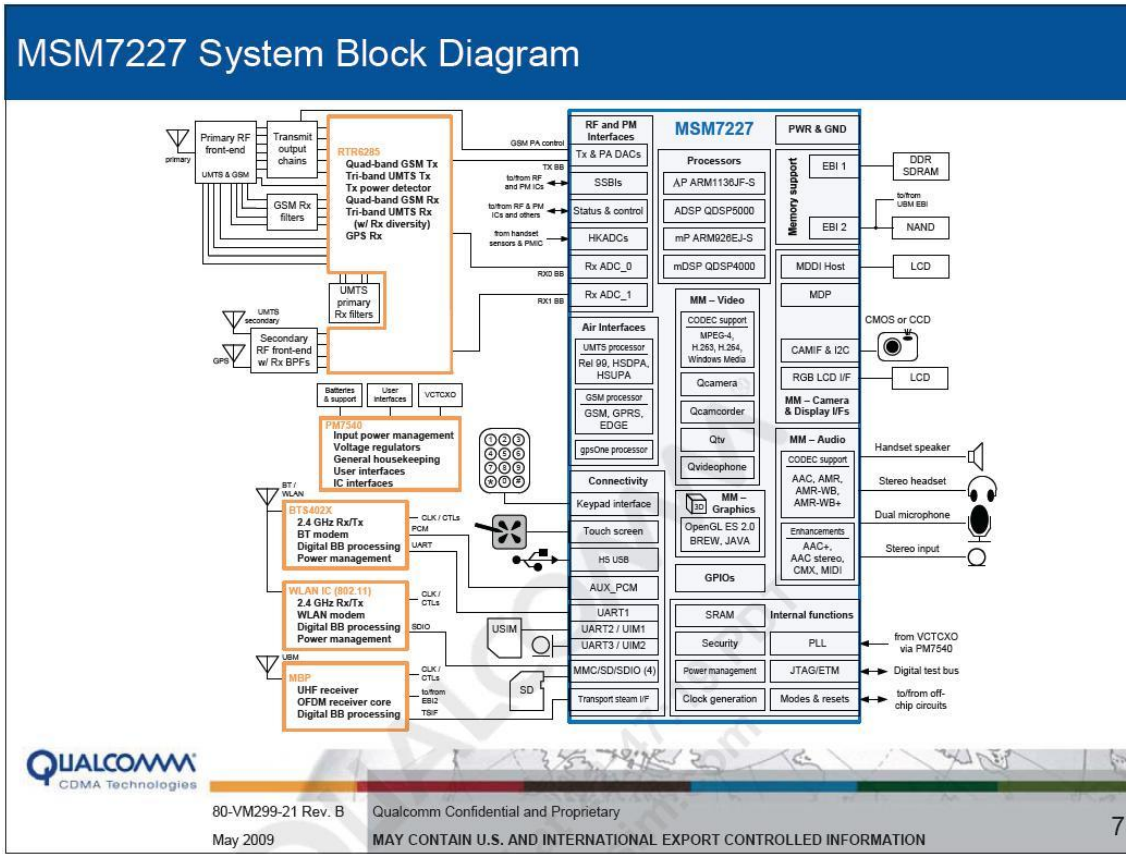 MSM7227 System Block Diagram
primary
Primary RF
front-end
UMTS & GSM
Transmit
output
chains
GSM Rx
filters
RTR6285
Quad-band GSM Tx
Tri-band UMTS Tx
Tx power detector
Quad-band GSM Rx
Tri-band UMTS Rx
(w/ Rx diversity)
GPS Rx
UMTS
primary
Rx filters
UMTS
secondary
GPS
Secondary
RF front-end
w/ Rx BPFs
Batteries
& support
User
interfaces
VCTCXO
PM7540
Input power management
Voltage regulators
General housekeeping
User interfaces
IC interfaces
BT /
WLAN
BTS402X
2.4 GHz Rx/Tx
BT modem
Digital BB processing
Power management
CLK / CTLs
PCM
UART
WLAN IC (802.11)
2.4 GHz Rx/Tx
WLAN modem
Digital BB processing
Power management
CLK /
CTLs
SDIO
UBM
MBP
UHF receiver
OFDM receiver core
Digital BB processing
CLK /
CTLs
to/from
EBI2
TSIF
GSM PA control
TX BB
to/from RF
and PM ICs
to/from RF & PM
ICs and others
from handset
sensors & PMIC
RX0 BB
RX1 BB
1 2 3
4 5 6
7 8 9
* 0 #
USIM
SD
RF and PM
Interfaces
Tx & PA DACs
SSBIs
Status & control
HKADCs
Rx ADC_0
Rx ADC_1
Air Interfaces
UMTS processor
Rel 99, HSDPA,
HSUPA
GSM processor
GSM, GPRS,
EDGE
gpsOne processor
Connectivity
Keypad interface
Touch screen
HS USB
AUX_PCM
UART1
UART2 / UIM1
UART3 / UIM2
MMC/SD/SDIO (4)
Transport steam I/F
MSM7227
Processors
AP ARM1136JF-S
ADSP QDSP5000
mP ARM926EJ-S
mDSP QDSP4000
MM – Video
CODEC support
MPEG-4,
H.263, H.264,
Windows Media
Qcamera
Qcamcorder
Qtv
Qvideophone
3D
MM –
Graphics
OpenGL ES 2.0
BREW, JAVA
GPIOs
SRAM
Security
Power management
Clock generation
PWR & GND
Memory support
EBI 1
EBI 2
MDDI Host
MDP
CAMIF & I2C
RGB LCD I/F
MM – Camera
& Display I/Fs
MM – Audio
CODEC support
AAC, AMR,
AMR-WB,
AMR-WB+
Enhancements
AAC+,
AAC stereo,
CMX, MIDI
Internal functions
PLL
JTAG/ETM
Modes & resets
DDR
SDRAM
to/from
UBM EBI
NAND
LCD
CMOS or CCD
LCD
Handset speaker
Stereo headset
Dual microphone
Stereo input
from VCTCXO
via PM7540
Digital test bus
to/from off-
chip circuits
QUALCOMM
CDMA Technologies
80-VM299-21 Rev. B
May 2009
Qualcomm Confidential and Proprietary
MAY CONTAIN U.S. AND INTERNATIONAL EXPORT CONTROLLED INFORMATION
7